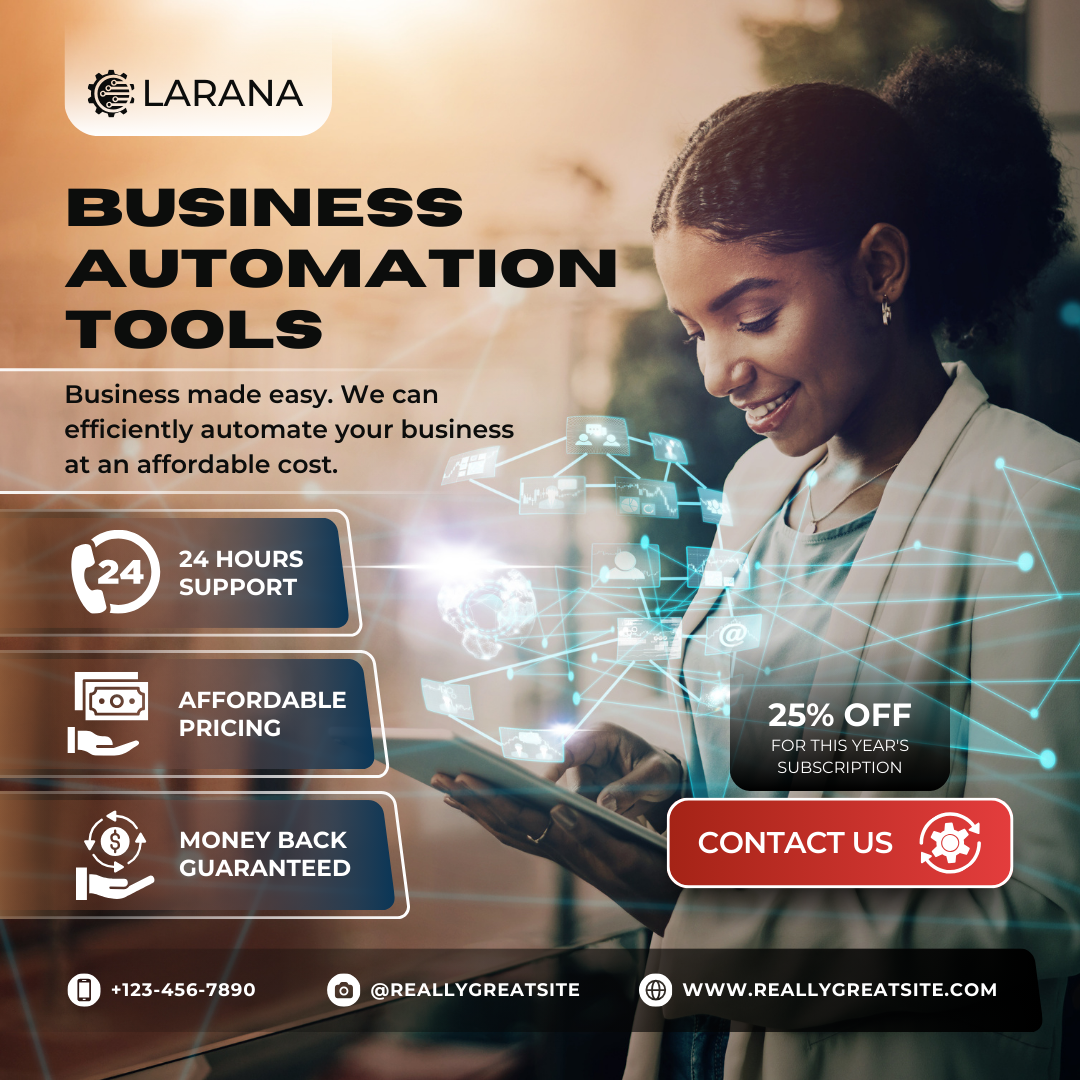 LARANA
BUSINESS
AUTOMATION
TOOLS
Business made easy. We can
efficiently automate your business
at an affordable cost.
24
24 HOURS
SUPPORT
AFFORDABLE
PRICING
$
MONEY BACK
GUARANTEED
@
25% OFF
FOR THIS YEAR'S
SUBSCRIPTION
CONTACT US
+123-456-7890
@REALLYGREATSITE
WWW.REALLYGREATSITE.COM